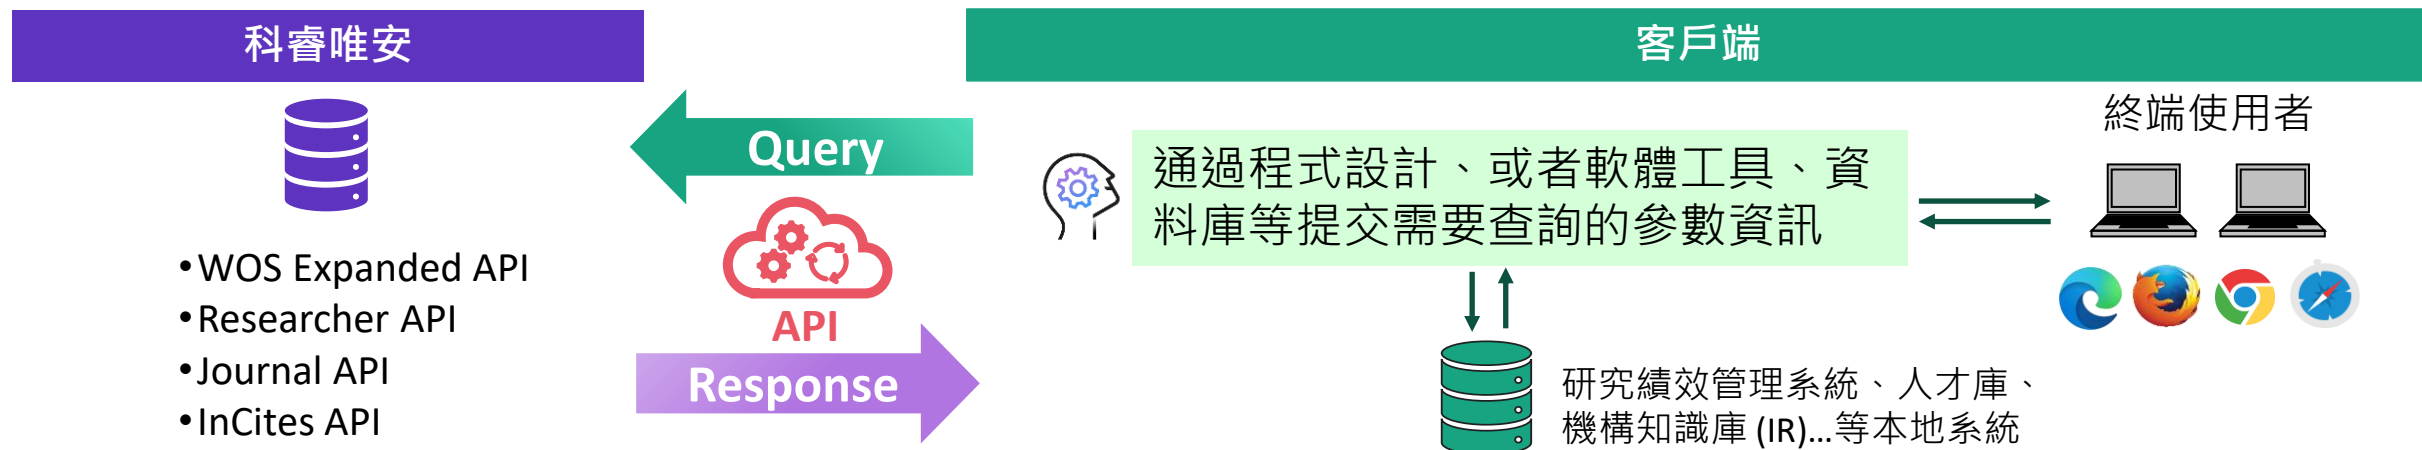 科睿唯安
•WOS Expanded API
•Researcher API
•Journal API
•InCites API
Query
API
Response
客戶端
通過程式設計、或者軟體工具、資
料庫等提交需要查詢的參數資訊
終端使用者
研究績效管理系統、人才庫、
機構知識庫 (IR)...等本地系統